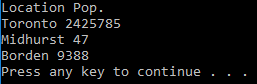 Location Pop.
Toronto 2425785
Midhurst 47
Borden 9388
Press any key to continue . . .